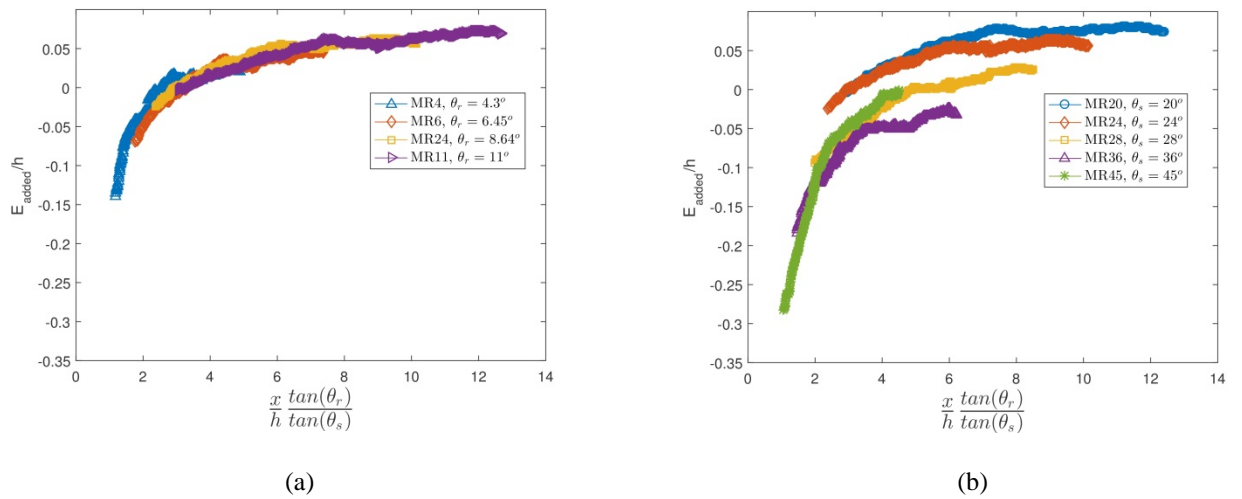 0.05
0
-0.05
-0.1
-0.15
-0.2
-0.25
-0.3
-0.35
E_added/h
0 2 4 6 8 10 12 14
x/h tan(θ_r)/tan(θ_s)
MR4, θ_r = 4.3°
MR6, θ_r = 6.45°
MR24, θ_r = 8.64°
MR11, θ_r = 11°
(a)
0.05
0
-0.05
-0.1
-0.15
-0.2
-0.25
-0.3
-0.35
E_added/h
0 2 4 6 8 10 12 14
x/h tan(θ_r)/tan(θ_s)
MR20, θ_s = 20°
MR24, θ_s = 24°
MR28, θ_s = 28°
MR36, θ_s = 36°
MR45, θ_s = 45°
(b)